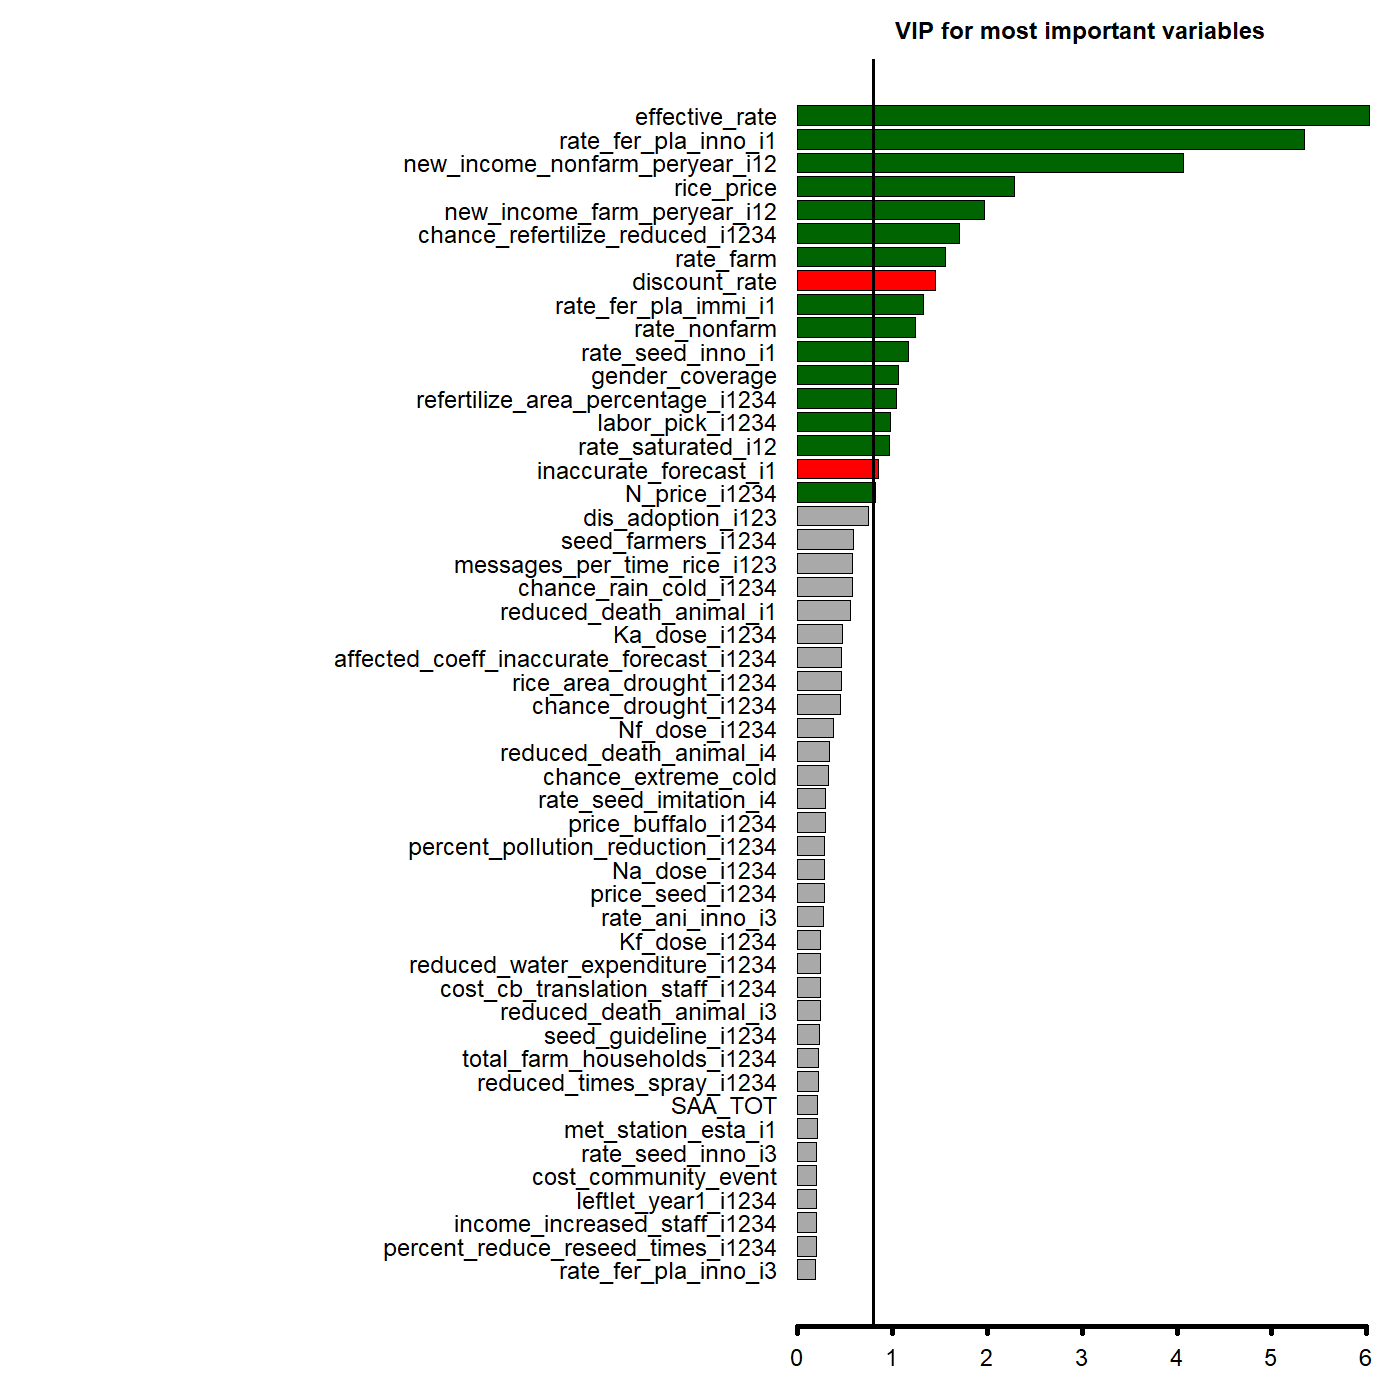 VIP for most important variables
effective_rate
rate_fer_pla_inno_i1
new_income_nonfarm_peryear_i12
rice_price
new_income_farm_peryear_i12
chance_refertilize_reduced_i1234
rate_farm
discount_rate
rate_fer_pla_immi_i1
rate_nonfarm
rate_seed_inno_i1
gender_coverage
refertilize_area_percentage_i1234
labor_pick_i1234
rate_saturated_i12
inaccurate_forecast_i1
N_price_i1234
dis_adoption_i123
seed_farmers_i1234
messages_per_time_rice_i123
chance_rain_cold_i1234
reduced_death_animal_i1
Ka_dose_i1234
affected_coeff_inaccurate_forecast_i1234
rice_area_drought_i1234
chance_drought_i1234
Nf_dose_i1234
reduced_death_animal_i4
chance_extreme_cold
rate_seed_imitation_i4
price_buffalo_i1234
percent_pollution_reduction_i1234
Na_dose_i1234
price_seed_i1234
rate_ani_inno_i3
Kf_dose_i1234
reduced_water_expenditure_i1234
cost_cb_translation_staff_i1234
reduced_death_animal_i3
seed_guideline_i1234
total_farm_households_i1234
reduced_times_spray_i1234
SAA_TOT
met_station_esta_i1
rate_seed_inno_i3
cost_community_event
leftlet_year1_i1234
income_increased_staff_i1234
percent_reduce_reseed_times_i1234
rate_fer_pla_inno_i3
0 1 2 3 4 5 6